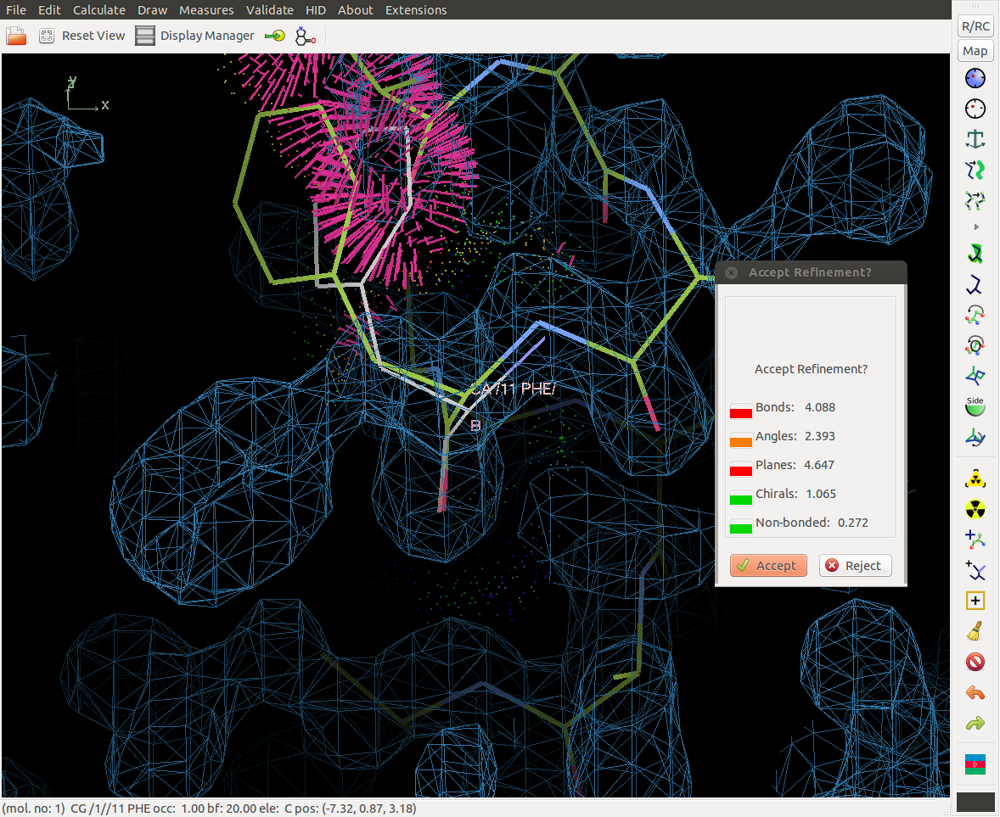 File Edit Calculate Draw Measures Validate HID About Extensions
R/RC
Reset View Display Manager
Map
y
x
Accept Refinement?
Accept Refinement?
A /11 PHE/
Bonds: 4.088
Side
Angles: 2.393
Planes: 4.647
Chirals: 1.065
Non-bonded: 0.272
Accept Reject
(mol. no: 1) CG /1//11 PHE occ: 1.00 bf: 20.00 ele: C pos: (-7.32, 0.87, 3.18)